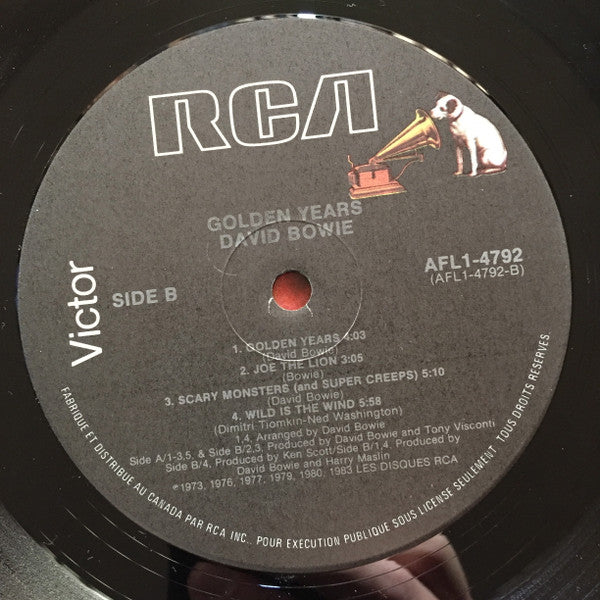 RCA
GOLDEN YEARS
DAVID BOWIE
Victor
SIDE B
AFL1-4792
(AFL1-4792-B)
1. GOLDEN YEARS 4:03
(David Bowie)
2. JOE THE LION 3:05
(Bowie)
3. SCARY MONSTERS (and SUPER CREEPS) 5:10
(David Bowie)
4. WILD IS THE WIND 5:58
(Dimitri Tiomkin-Ned Washington)
1,4, Arranged by David Bowie
Side A/1-3,5, & Side B/2,3, Produced by David Bowie and Tony Visconti
Side B/4, Produced by Ken Scott/Side B/1,4, Produced by
David Bowie and Harry Maslin
℗ 1973, 1976, 1977, 1979, 1980, 1983 LES DISQUES RCA
FABRIQUE ET DISTRIBUE AU CANADA PAR RCA INC., POUR EXECUTION PUBLIQUE SOUS LICENSE SEULEMENT. TOUS DROITS RESERVES